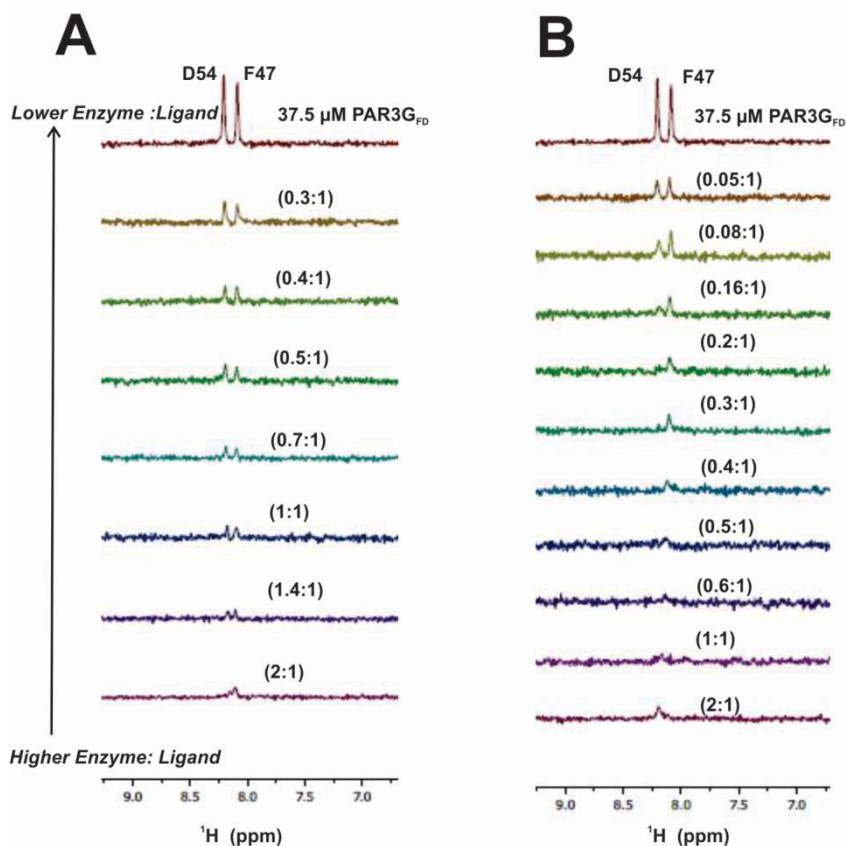 A
D54 F47
Lower Enzyme :Ligand
37.5 µM PAR3G_FD
(0.3:1)
(0.4:1)
(0.5:1)
(0.7:1)
(1:1)
(1.4:1)
(2:1)
Higher Enzyme: Ligand
9.0 8.5 8.0 7.5 7.0
¹H (ppm)
B
D54 F47
37.5 µM PAR3G_FD
(0.05:1)
(0.08:1)
(0.16:1)
(0.2:1)
(0.3:1)
(0.4:1)
(0.5:1)
(0.6:1)
(1:1)
(2:1)
9.0 8.5 8.0 7.5 7.0
¹H (ppm)